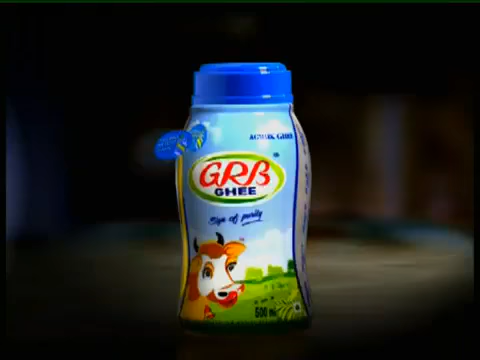 AGMARK GHEE
GRB
GHEE
Sign of purity
500 ml